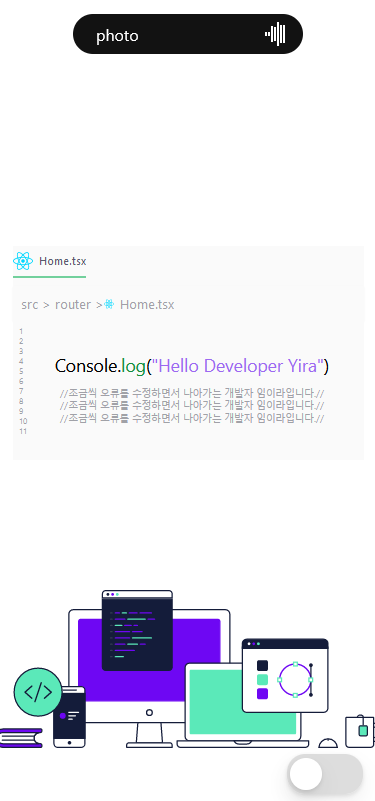 photo
Home.tsx
src > router > Home.tsx
1
2
3
4
5
6
7
8
9
10
11
Console.log("Hello Developer Yira")
//조금씩 오류를 수정하면서 나아가는 개발자 임이라입니다.//
//조금씩 오류를 수정하면서 나아가는 개발자 임이라입니다.//
//조금씩 오류를 수정하면서 나아가는 개발자 임이라입니다.//
</>